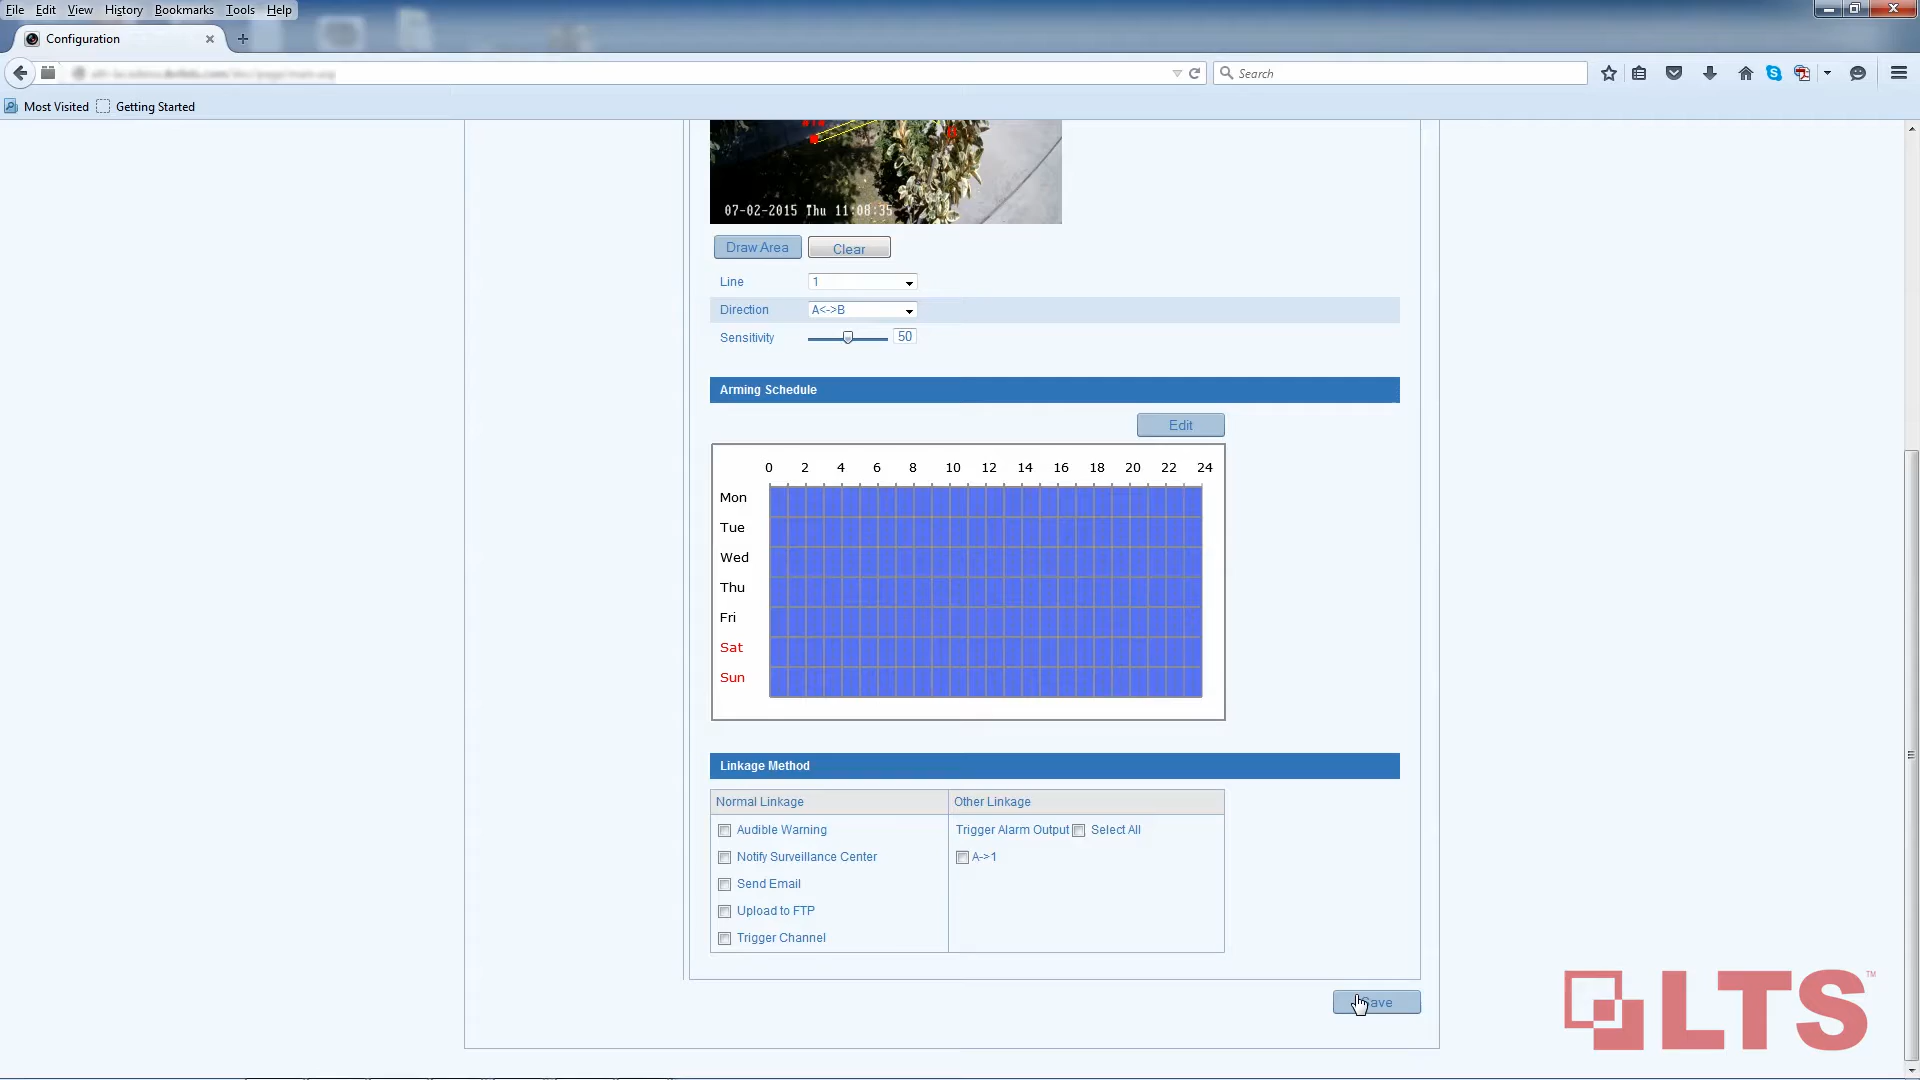 File Edit View History Bookmarks Tools Help
Configuration
Search
Most Visited Getting Started
07-02-2015 Thu 11:08:35
Draw Area Clear
Line 1
Direction A<->B
Sensitivity 50
Arming Schedule
Edit
0 2 4 6 8 10 12 14 16 18 20 22 24
Mon
Tue
Wed
Thu
Fri
Sat
Sun
Linkage Method
Normal Linkage Other Linkage
Audible Warning Trigger Alarm Output Select All
Notify Surveillance Center A->1
Send Email
Upload to FTP
Trigger Channel
Save
LTS™